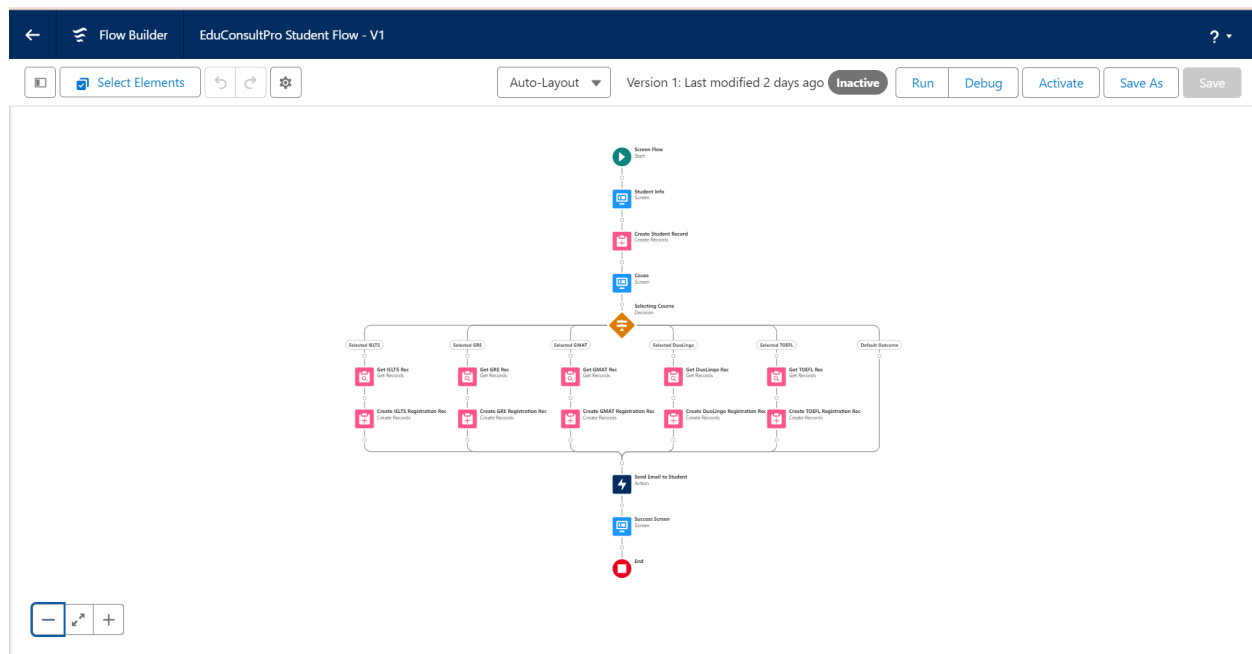 Flow Builder EduConsultPro Student Flow - V1 ?
Select Elements Auto-Layout Version 1: Last modified 2 days ago Inactive Run Debug Activate Save As Save
Screen Flow
Start
Student Info
Screen
Create Student Record
Create Records
Couse
Screen
Selecting Course
Decision
Selected IELTS Selected GRE Selected GMAT Selected DuoLingo Selected TOEFL Default Outcome
Get IELTS Rec Get GRE Rec Get GMAT Rec Get DuoLingo Rec Get TOEFL Rec
Get Records Get Records Get Records Get Records Get Records
Create IELTS Registration Rec Create GRE Registration Rec Create GMAT Registration Rec Create DuoLingo Registration Rec Create TOEFL Registration Rec
Create Records Create Records Create Records Create Records Create Records
Send Email to Student
Action
Success Screen
Screen
End